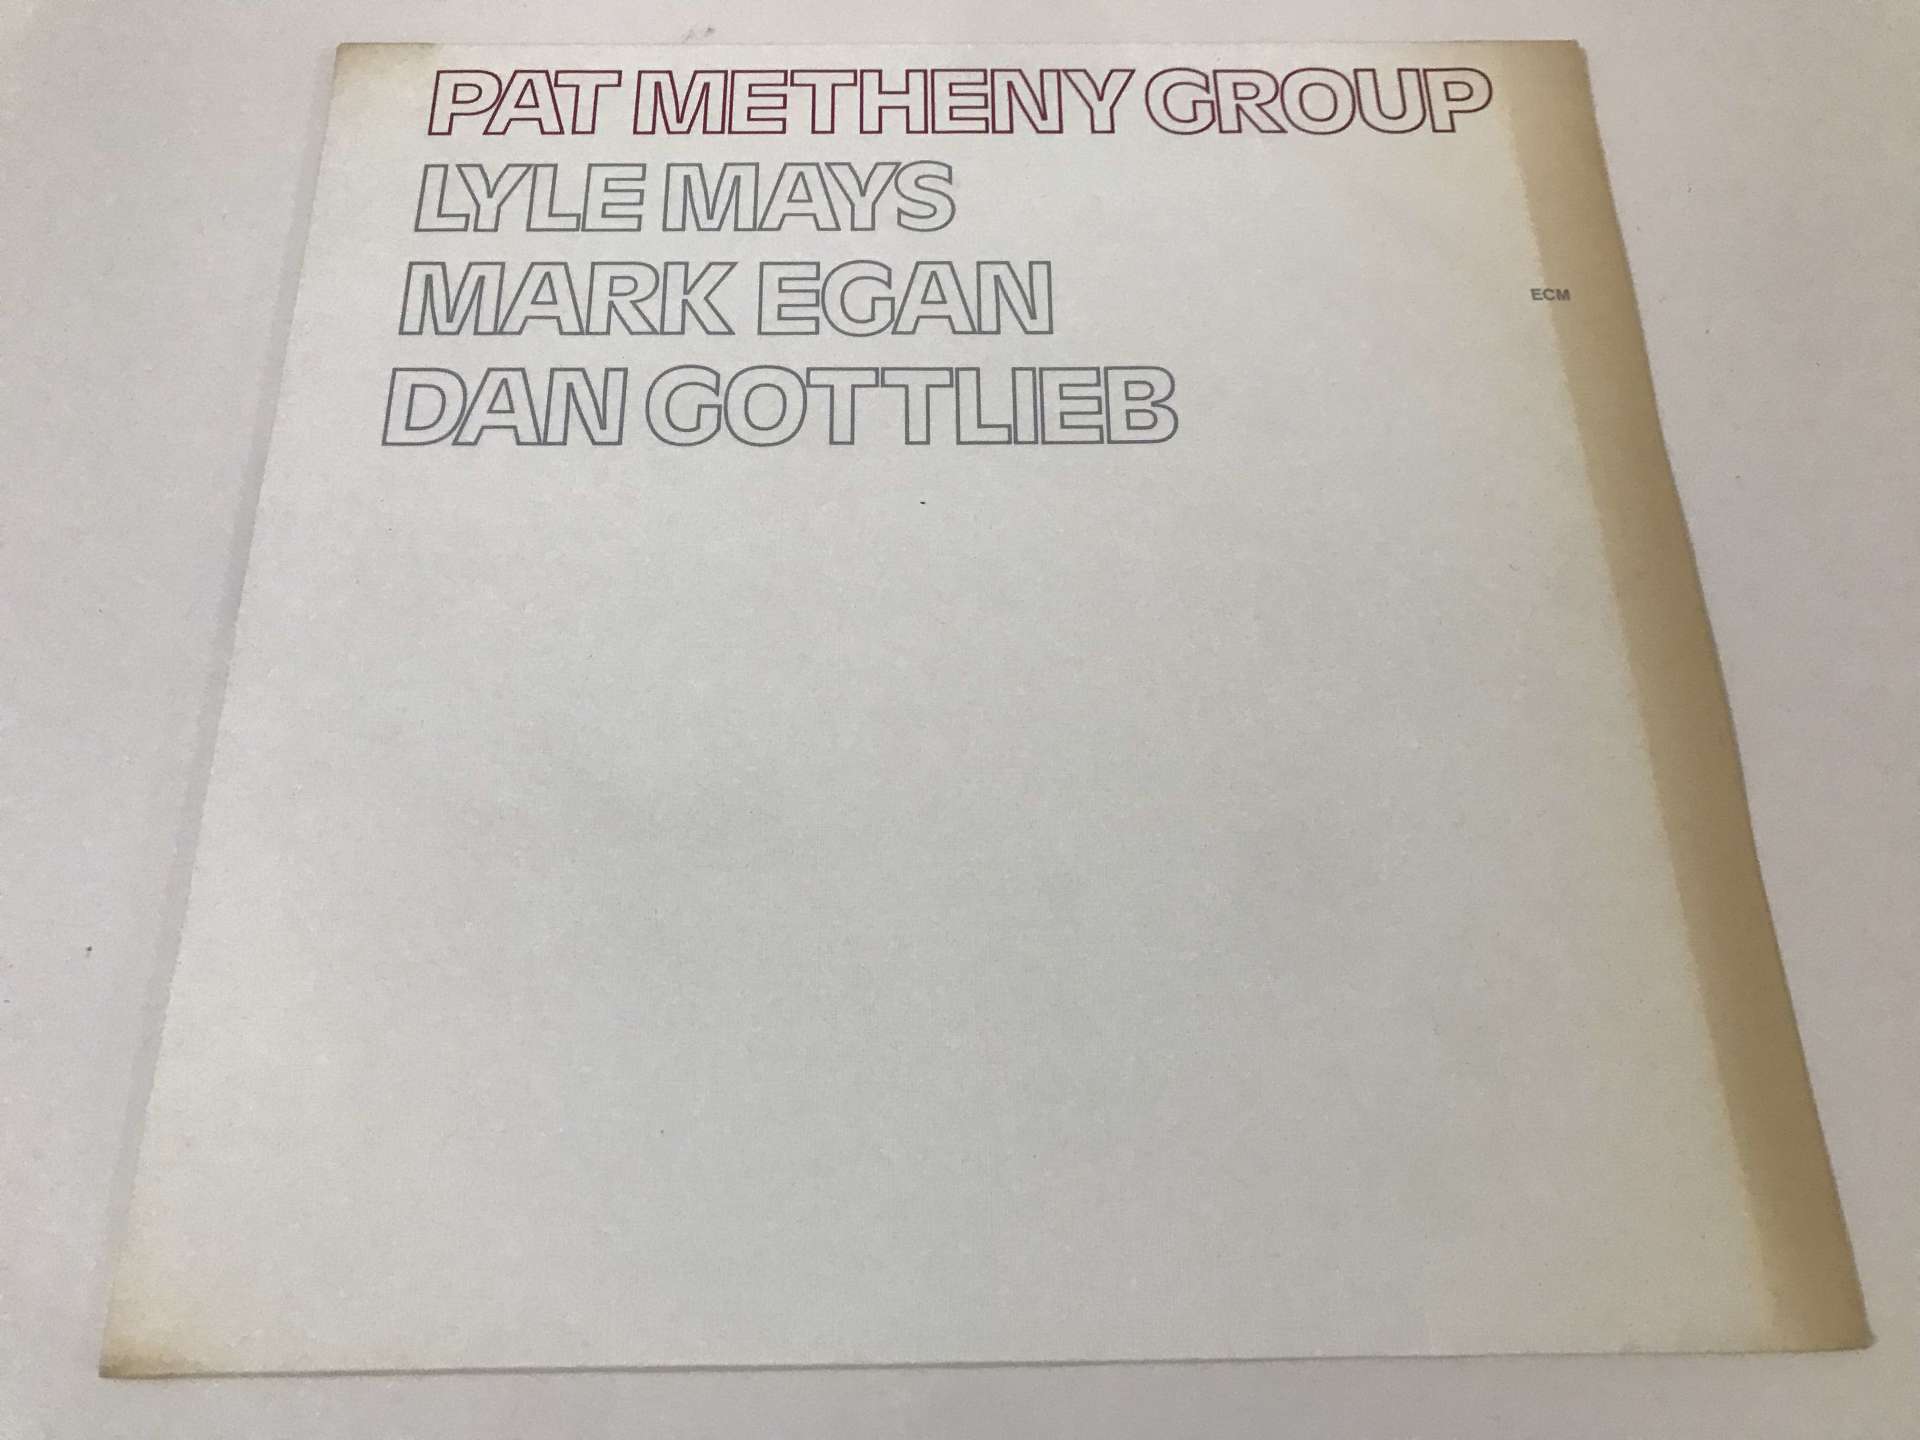 PAT METHENY GROUP
LYLE MAYS
MARK EGAN
ECM
DAN GOTTLIEB